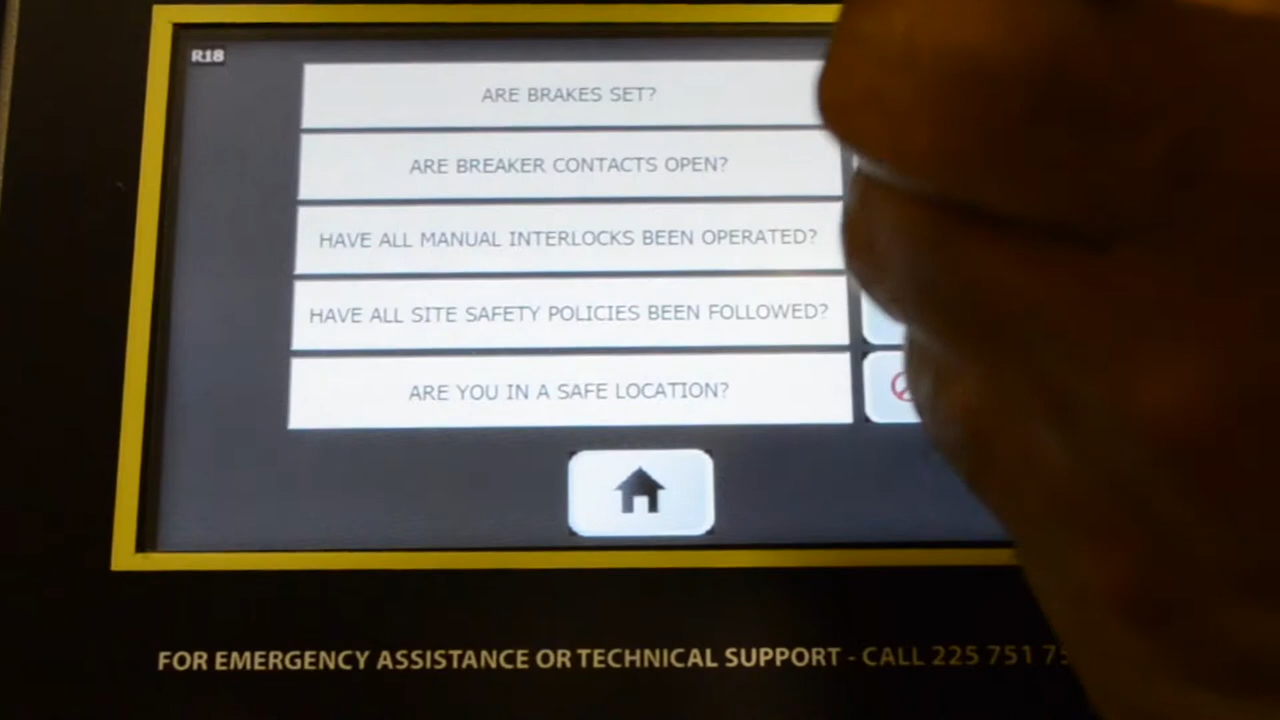 R18
ARE BRAKES SET?
ARE BREAKER CONTACTS OPEN?
HAVE ALL MANUAL INTERLOCKS BEEN OPERATED?
HAVE ALL SITE SAFETY POLICIES BEEN FOLLOWED?
ARE YOU IN A SAFE LOCATION?
FOR EMERGENCY ASSISTANCE OR TECHNICAL SUPPORT - CALL 225 751